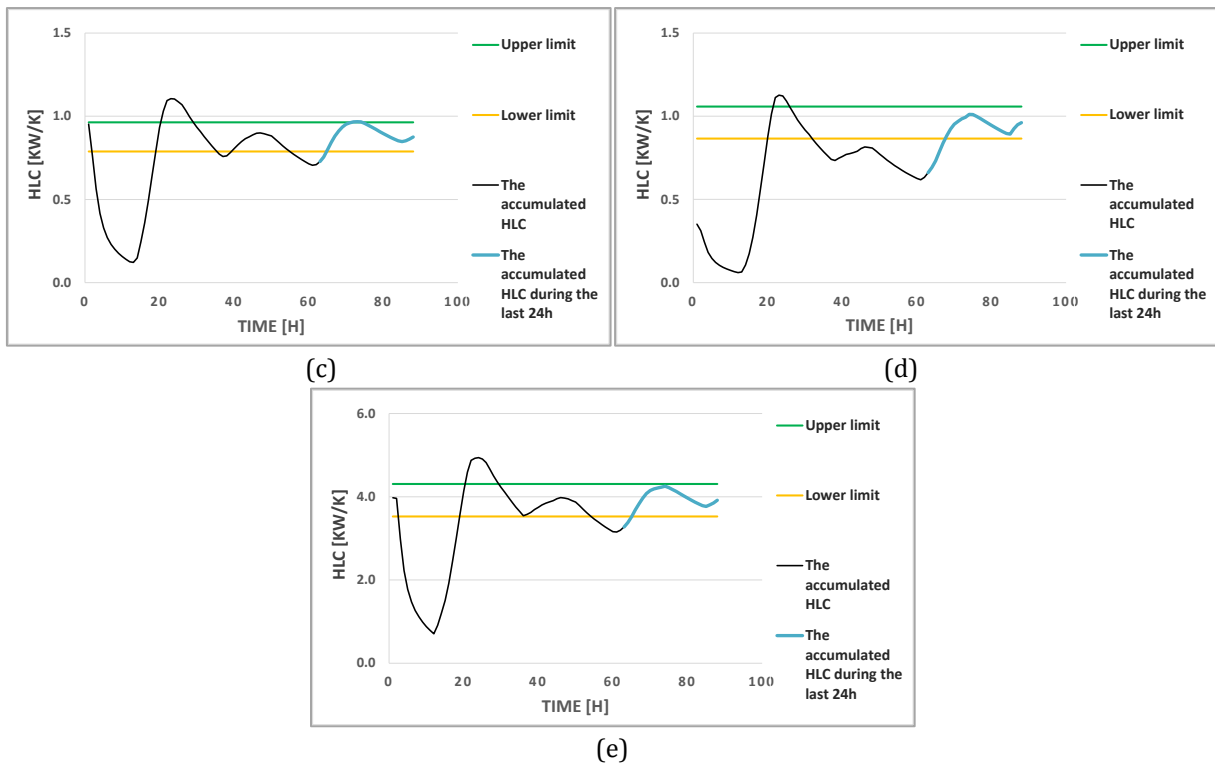 1.5
1.0
0.5
0.0
0
20
40
60
80
100
HLC [KW/K]
TIME [H]
Upper limit
Lower limit
The
accumulated
HLC
The
accumulated
HLC during the
last 24h
(c)
1.5
1.0
0.5
0.0
0
20
40
60
80
100
HLC [KW/K]
TIME [H]
Upper limit
Lower limit
The
accumulated
HLC
The
accumulated
HLC during the
last 24h
(d)
6.0
4.0
2.0
0.0
0
20
40
60
80
100
HLC [KW/K]
TIME [H]
Upper limit
Lower limit
The
accumulated
HLC
The
accumulated
HLC during the
last 24h
(e)